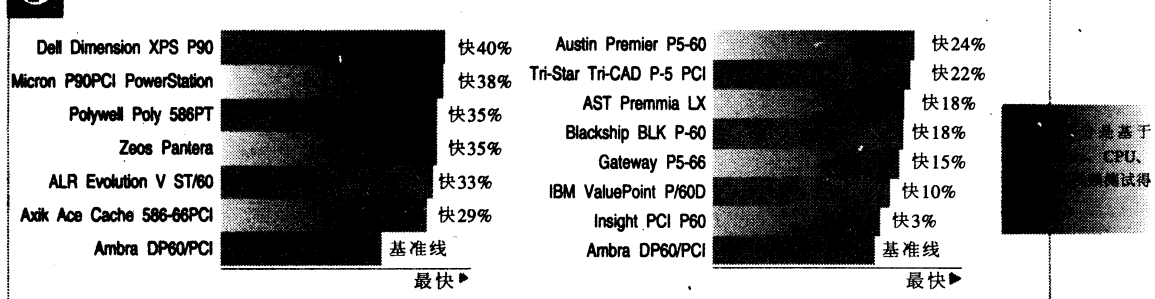 Dell Dimension XPS P90 快40%
Micron P90PCI PowerStation 快38%
Polywell Poly 586PT 快35%
Zeos Pantera 快35%
ALR Evolution V ST/60 快33%
Axik Ace Cache 586-66PCI 快29%
Ambra DP60/PCI 基准线
最快
Austin Premier P5-60 快24%
Tri-Star Tri-CAD P-5 PCI 快22%
AST Premmia LX 快18%
Blackship BLK P-60 快18%
Gateway P5-66 快15%
IBM ValuePoint P/60D 快10%
Insight PCI P60 快3%
Ambra DP60/PCI 基准线
最快
是基于
CPU、
测试得